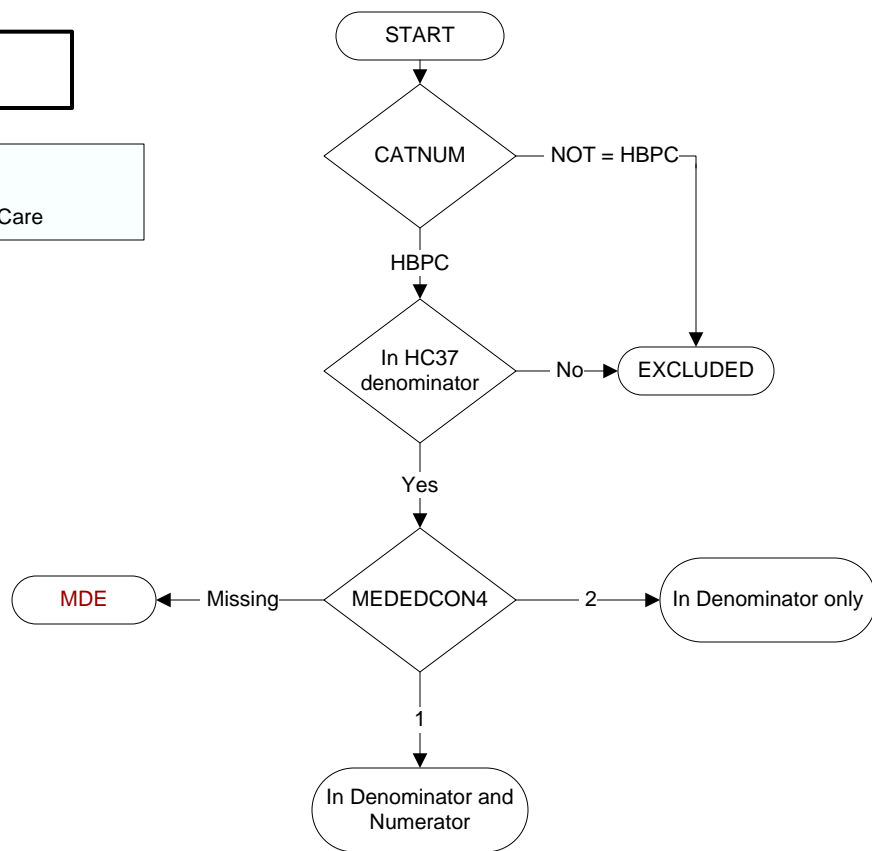 START
CATNUM
NOT = HBPC
Care
HBPC
In HC37
denominator
No
EXCLUDED
Yes
MDE
Missing
MEDEDCON4
2
In Denominator only
1
In Denominator and
Numerator